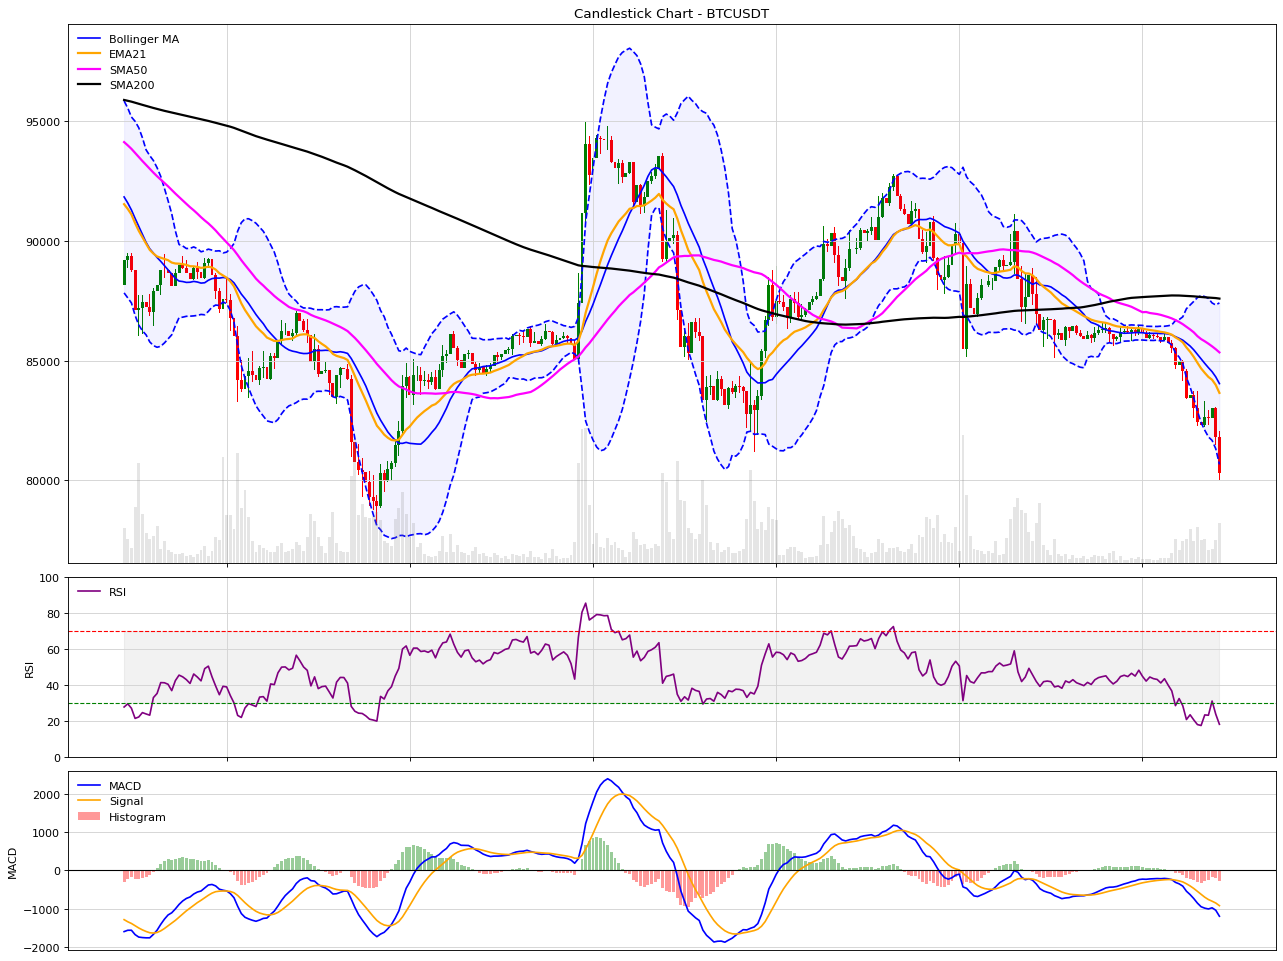 Candlestick Chart - BTCUSDT
Bollinger MA
EMA21
SMA50
SMA200
95000
90000
85000
80000
100
80
60
40
20
0
RSI
RSI
2000
1000
0
−1000
−2000
MACD
MACD
Signal
Histogram